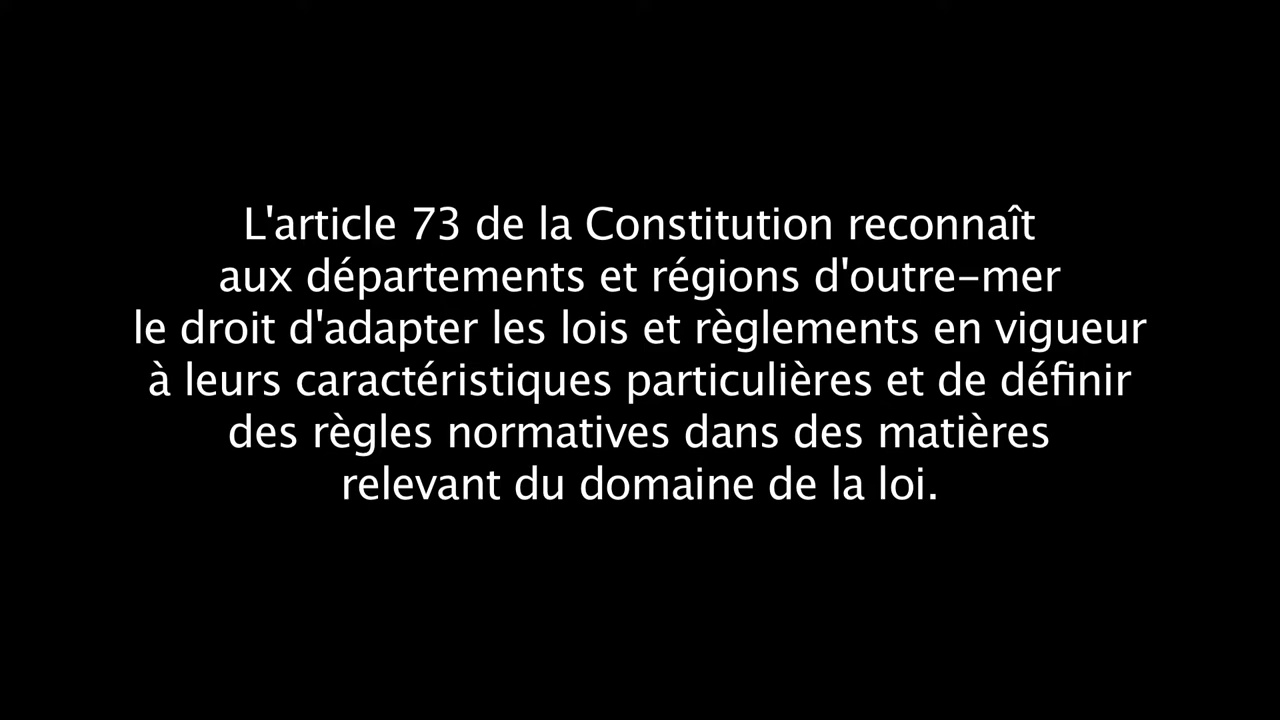 L'article 73 de la Constitution reconnaît
aux départements et régions d'outre-mer
le droit d'adapter les lois et règlements en vigueur
à leurs caractéristiques particulières et de définir
des règles normatives dans des matières
relevant du domaine de la loi.